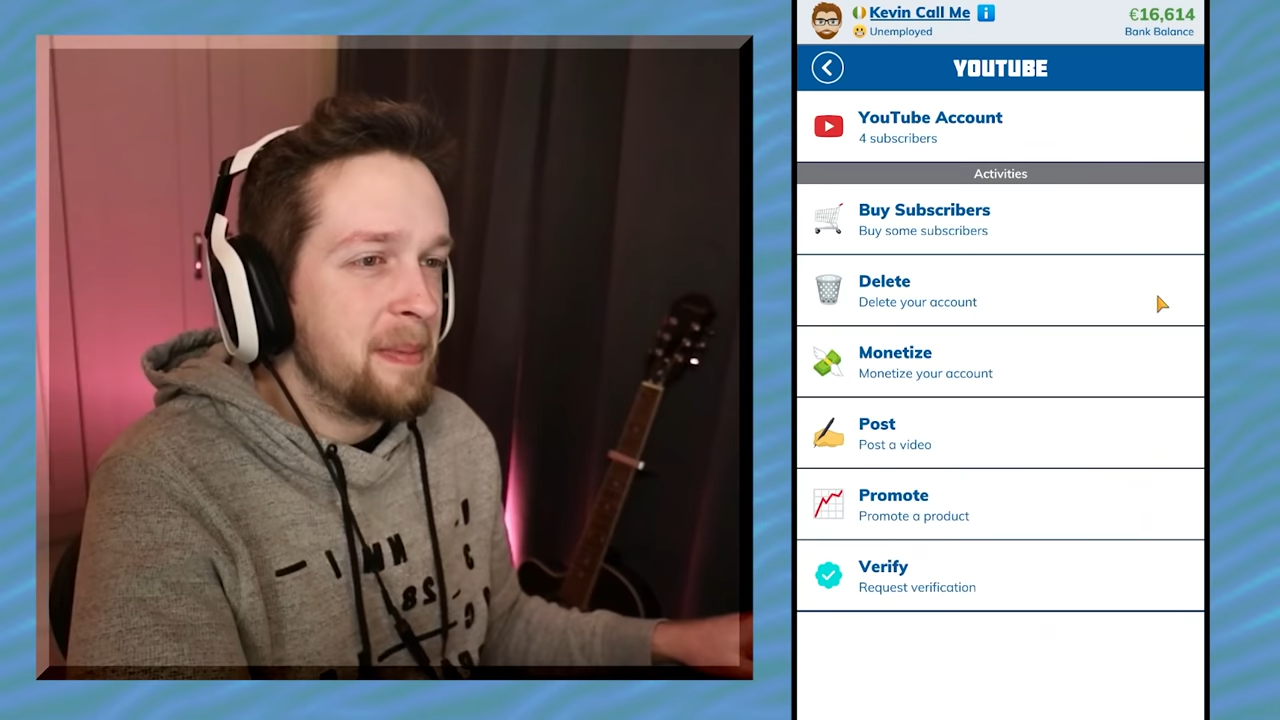 Kevin Call Me
€16,614
Unemployed
Bank Balance
YOUTUBE
YouTube Account
4 subscribers
Activities
Buy Subscribers
Buy some subscribers
Delete
Delete your account
Monetize
Monetize your account
Post
Post a video
Promote
Promote a product
Verify
Request verification